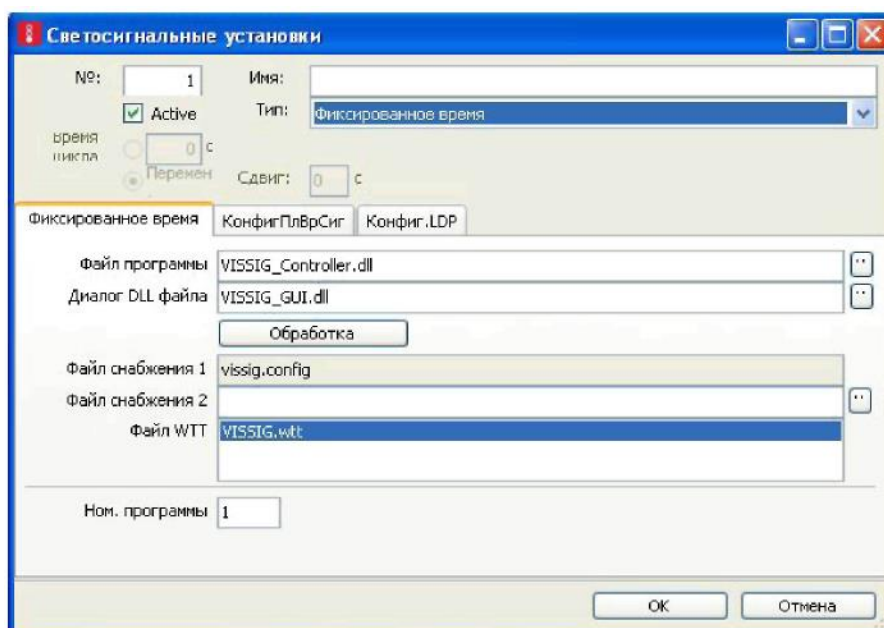 Светосигнальные установки
№: 1 Имя:
Active Тип: Фиксированное время
время цикла 0 с
Перемен Сдвиг: 0 с
Фиксированное время КонфигПлВрСиг Конфиг.LDP
Файл программы VISSIG_Controller.dll
Диалог DLL файла VISSIG_GUI.dll
Обработка
Файл снабжения 1 vissig.config
Файл снабжения 2
Файл WTT VISSIG.wtt
Ном. программы 1
OK Отмена